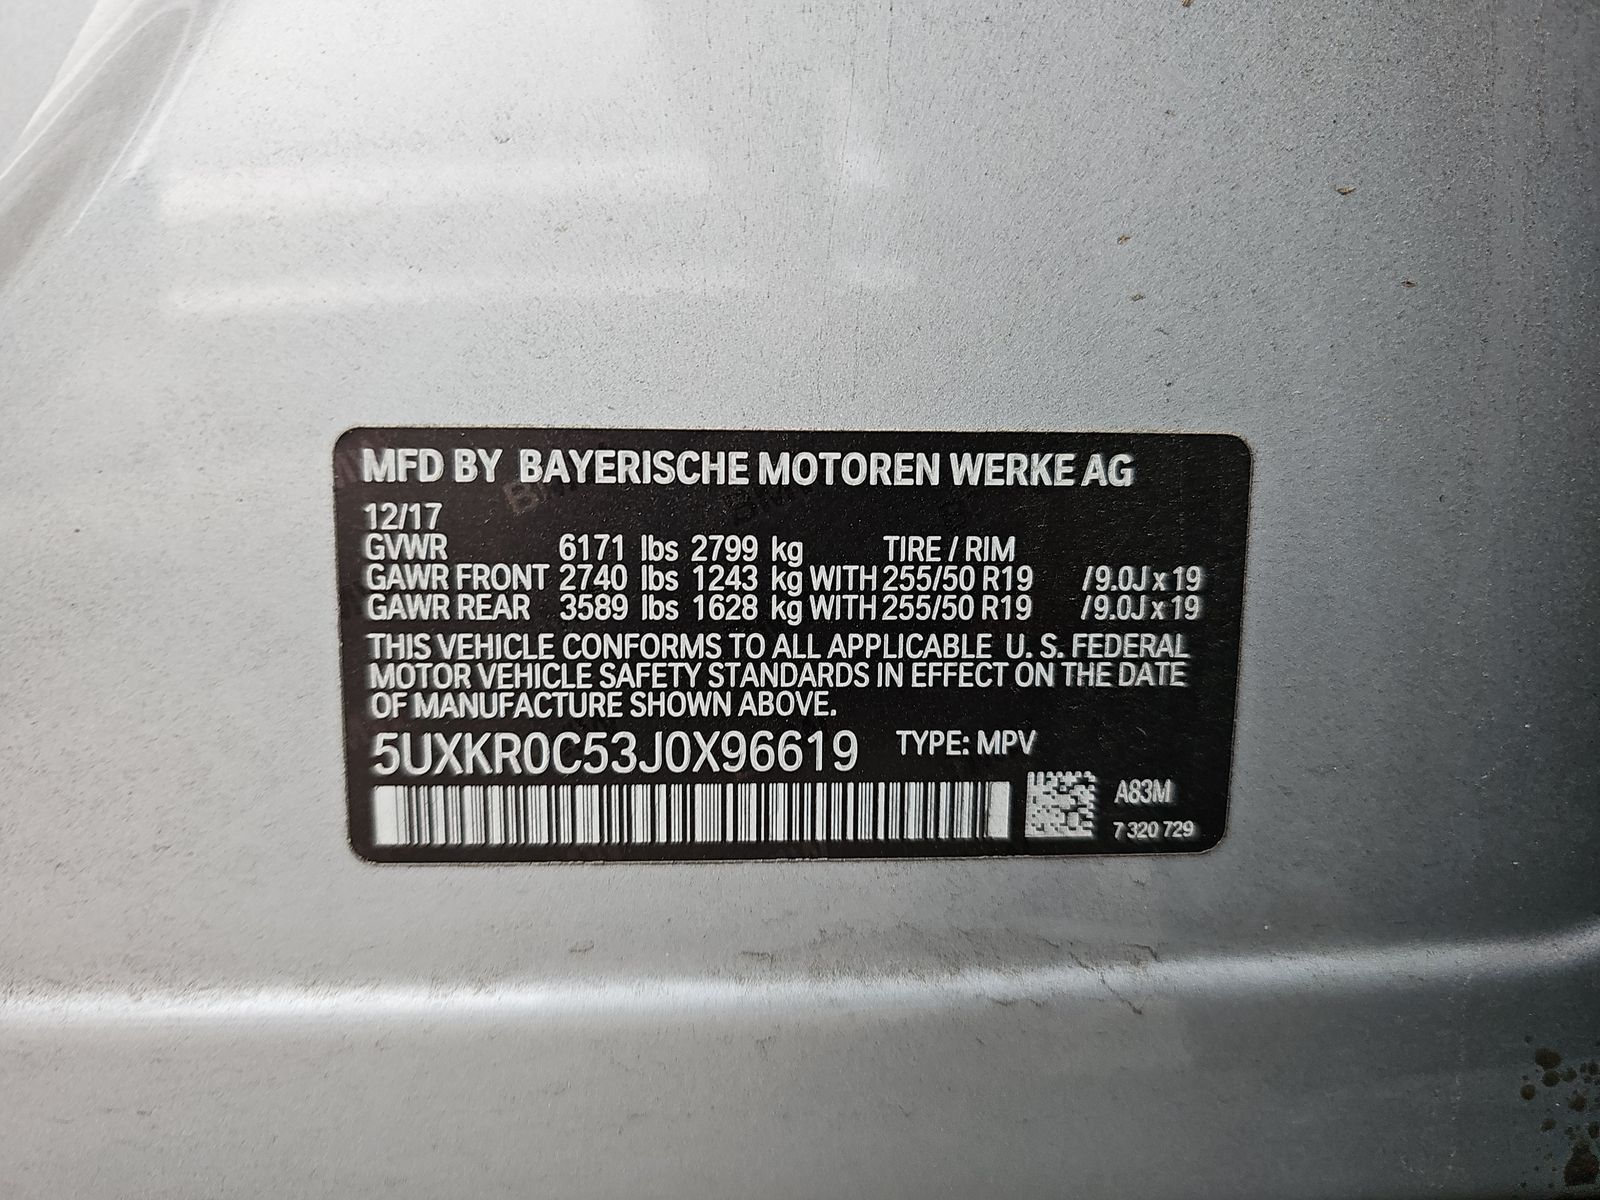 MFD BY BAYERISCHE MOTOREN WERKE AG
12/17
GVWR 6171 lbs 2799 kg TIRE / RIM
GAWR FRONT 2740 lbs 1243 kg WITH 255/50 R19 /9.0J x 19
GAWR REAR 3589 lbs 1628 kg WITH 255/50 R19 /9.0J x 19
THIS VEHICLE CONFORMS TO ALL APPLICABLE U. S. FEDERAL
MOTOR VEHICLE SAFETY STANDARDS IN EFFECT ON THE DATE
OF MANUFACTURE SHOWN ABOVE.
5UXKR0C53J0X96619 TYPE: MPV
A83M
7 320 729